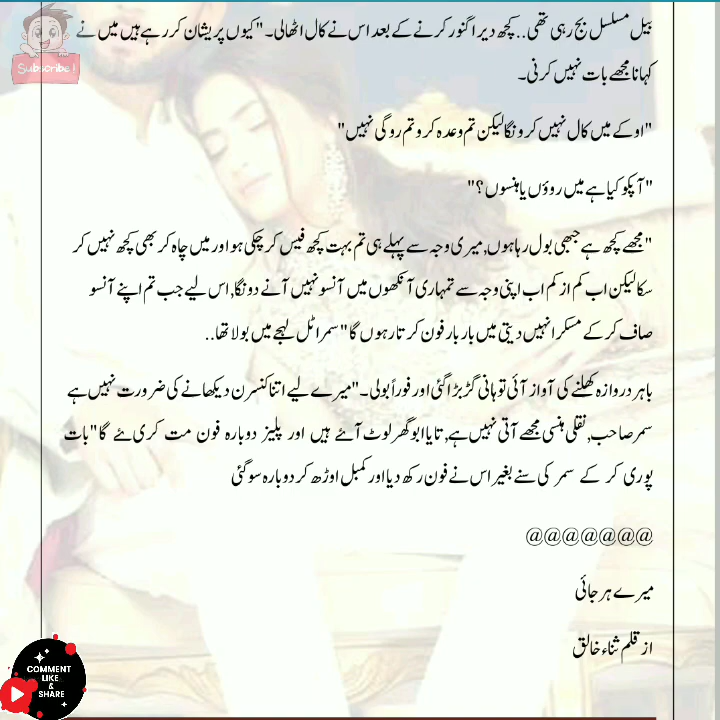 بیل مسلسل بج رہی تھی.. کچھ دیر اگنور کرنے کے بعد اس نے کال اٹھالی۔ "کیوں پریشان کر رہے ہیں میں نے
کہا نا مجھے بات نہیں کرنی۔
"اوکے میں کال نہیں کرونگا لیکن تم وعدہ کرو تم روگی نہیں"
"آپکو کیا ہے میں روؤں یا ہنسوں؟"
"مجھے کچھ ہے جبھی بول رہا ہوں, میری وجہ سے پہلے ہی تم بہت کچھ فیس کر چکی ہو اور میں چاہ کر بھی کچھ نہیں کر
سکا لیکن اب کم از کم اب اپنی وجہ سے تمہاری آنکھوں میں آنسو نہیں آنے دونگا, اس لیے جب تم اپنے آنسو
صاف کر کے مسکرا نہیں دیتی میں بار بار فون کرتا رہوں گا" سمر اٹل لہجے میں بولا تھا..
باہر دروازہ کھلنے کی آواز آئی تو ہانی گڑبڑا گئی اور فوراً بولی۔ "میرے لیے اتنا کنسرن دیکھانے کی ضرورت نہیں ہے
سمر صاحب, نقلی ہنسی مجھے آتی نہیں ہے, تایا ابو گھر لوٹ آئے ہیں اور پلیز دوبارہ فون مت کرئیے گا" بات
پوری کر کے سمر کی سنے بغیر اس نے فون رکھ دیا اور کمبل اوڑھ کر دوبارہ سو گئی
@@@@@@@
میرے ہرجائی
از قلم ثناء خالق
Subscribe!
COMMENT
LIKE
&
SHARE